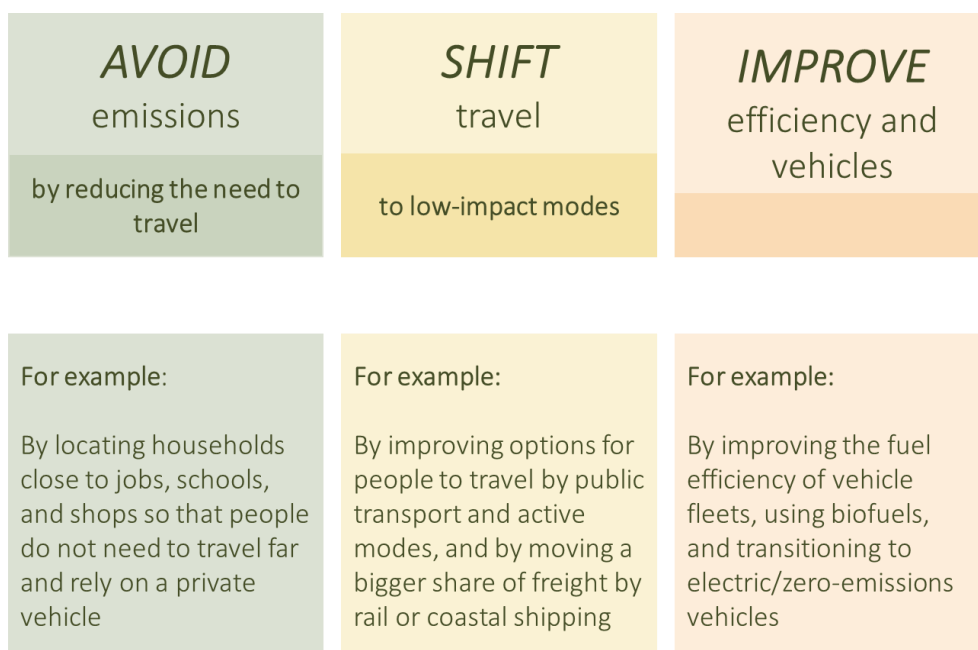 AVOID
emissions
by reducing the need to
travel
SHIFT
travel
to low-impact modes
IMPROVE
efficiency and
vehicles
For example:
By locating households
close to jobs, schools,
and shops so that people
do not need to travel far
and rely on a private
vehicle
For example:
By improving options for
people to travel by public
transport and active
modes, and by moving a
bigger share of freight by
rail or coastal shipping
For example:
By improving the fuel
efficiency of vehicle
fleets, using biofuels,
and transitioning to
electric/zero-emissions
vehicles